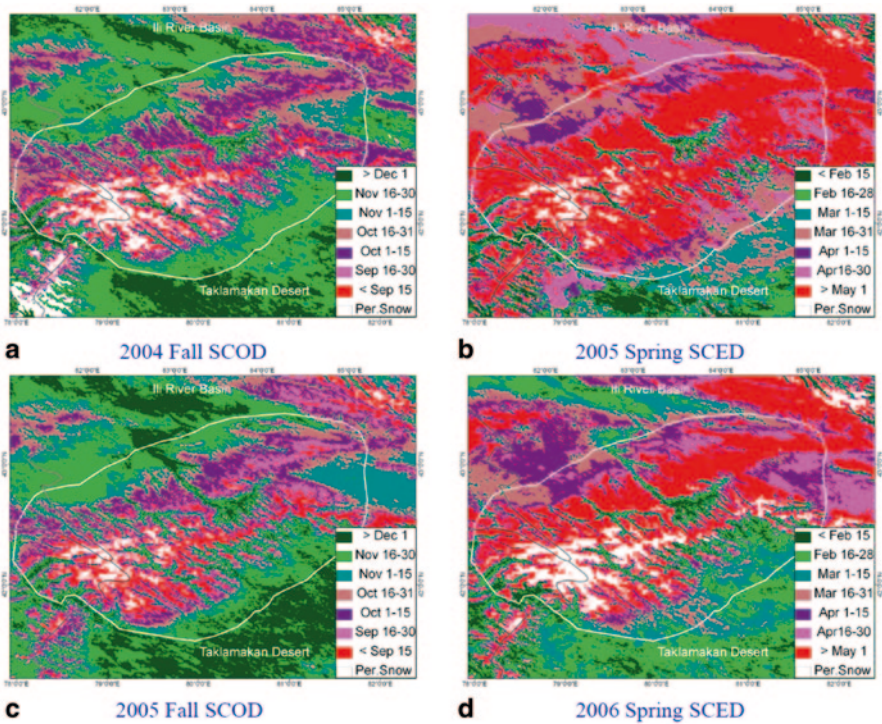 Ili River Basin
> Dec 1
Nov 16-30
Nov 1-15
Oct 16-31
Oct 1-15
Sep 16-30
< Sep 15
Per Snow
Taklamakan Desert
a
2004 Fall SCOD
Ili River Basin
< Feb 15
Feb 16-28
Mar 1-15
Mar 16-31
Apr 1-15
Apr16-30
> May 1
Per Snow
Taklamakan Desert
b
2005 Spring SCED
Ili River Basin
> Dec 1
Nov 16-30
Nov 1-15
Oct 16-31
Oct 1-15
Sep 16-30
< Sep 15
Per Snow
Taklamakan Desert
c
2005 Fall SCOD
Ili River Basin
< Feb 15
Feb 16-28
Mar 1-15
Mar 16-31
Apr 1-15
Apr16-30
> May 1
Per Snow
Taklamakan Desert
d
2006 Spring SCED